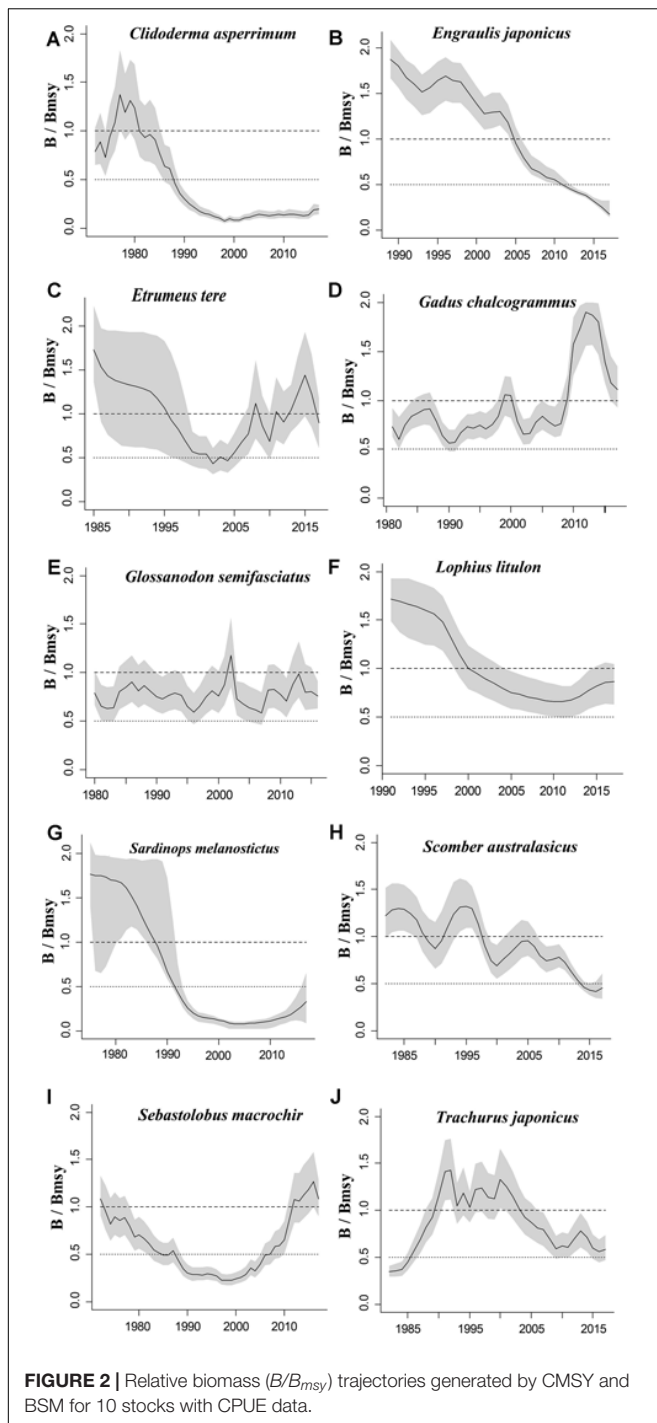 A
Clidoderma asperrimum
B / Bmsy
0.0 0.5 1.0 1.5 2.0
1980 1990 2000 2010
B
Engraulis japonicus
0.0 0.5 1.0 1.5 2.0
1990 1995 2000 2005 2010 2015
C
Etrumeus tere
B / Bmsy
0.0 0.5 1.0 1.5 2.0
1985 1995 2005 2015
D
Gadus chalcogrammus
0.0 0.5 1.0 1.5 2.0
1980 1990 2000 2010
E
Glossanodon semifasciatus
B / Bmsy
0.0 0.5 1.0 1.5 2.0
1980 1990 2000 2010
F
Lophius litulon
0.0 0.5 1.0 1.5 2.0
1990 1995 2000 2005 2010 2015
G
Sardinops melanostictus
B / Bmsy
0.0 0.5 1.0 1.5 2.0
1980 1990 2000 2010
H
Scomber australasicus
0.0 0.5 1.0 1.5 2.0
1985 1995 2005 2015
I
Sebastolobus macrochir
B / Bmsy
0.0 0.5 1.0 1.5 2.0
1980 1990 2000 2010
J
Trachurus japonicus
0.0 0.5 1.0 1.5 2.0
1985 1995 2005 2015
FIGURE 2 | Relative biomass (B/Bmsy) trajectories generated by CMSY and
BSM for 10 stocks with CPUE data.